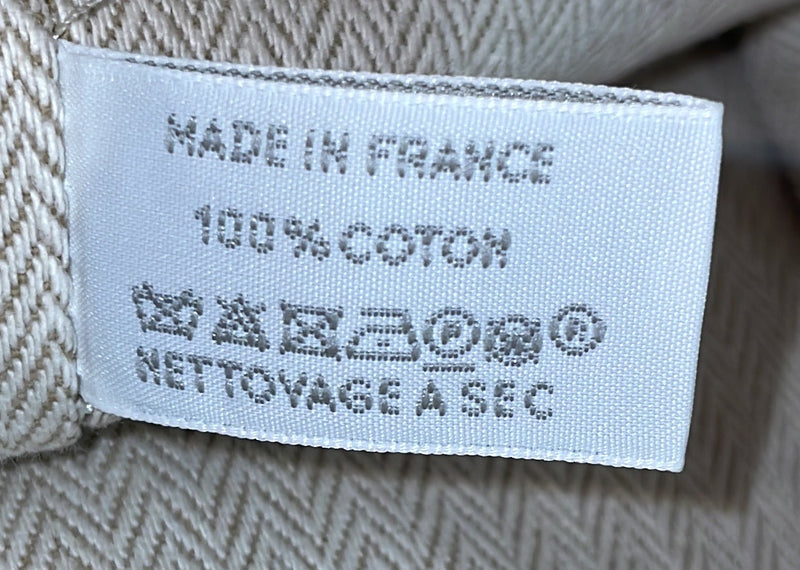 MADE IN FRANCE
100% COTON
P P
NETTOYAGE A SEC